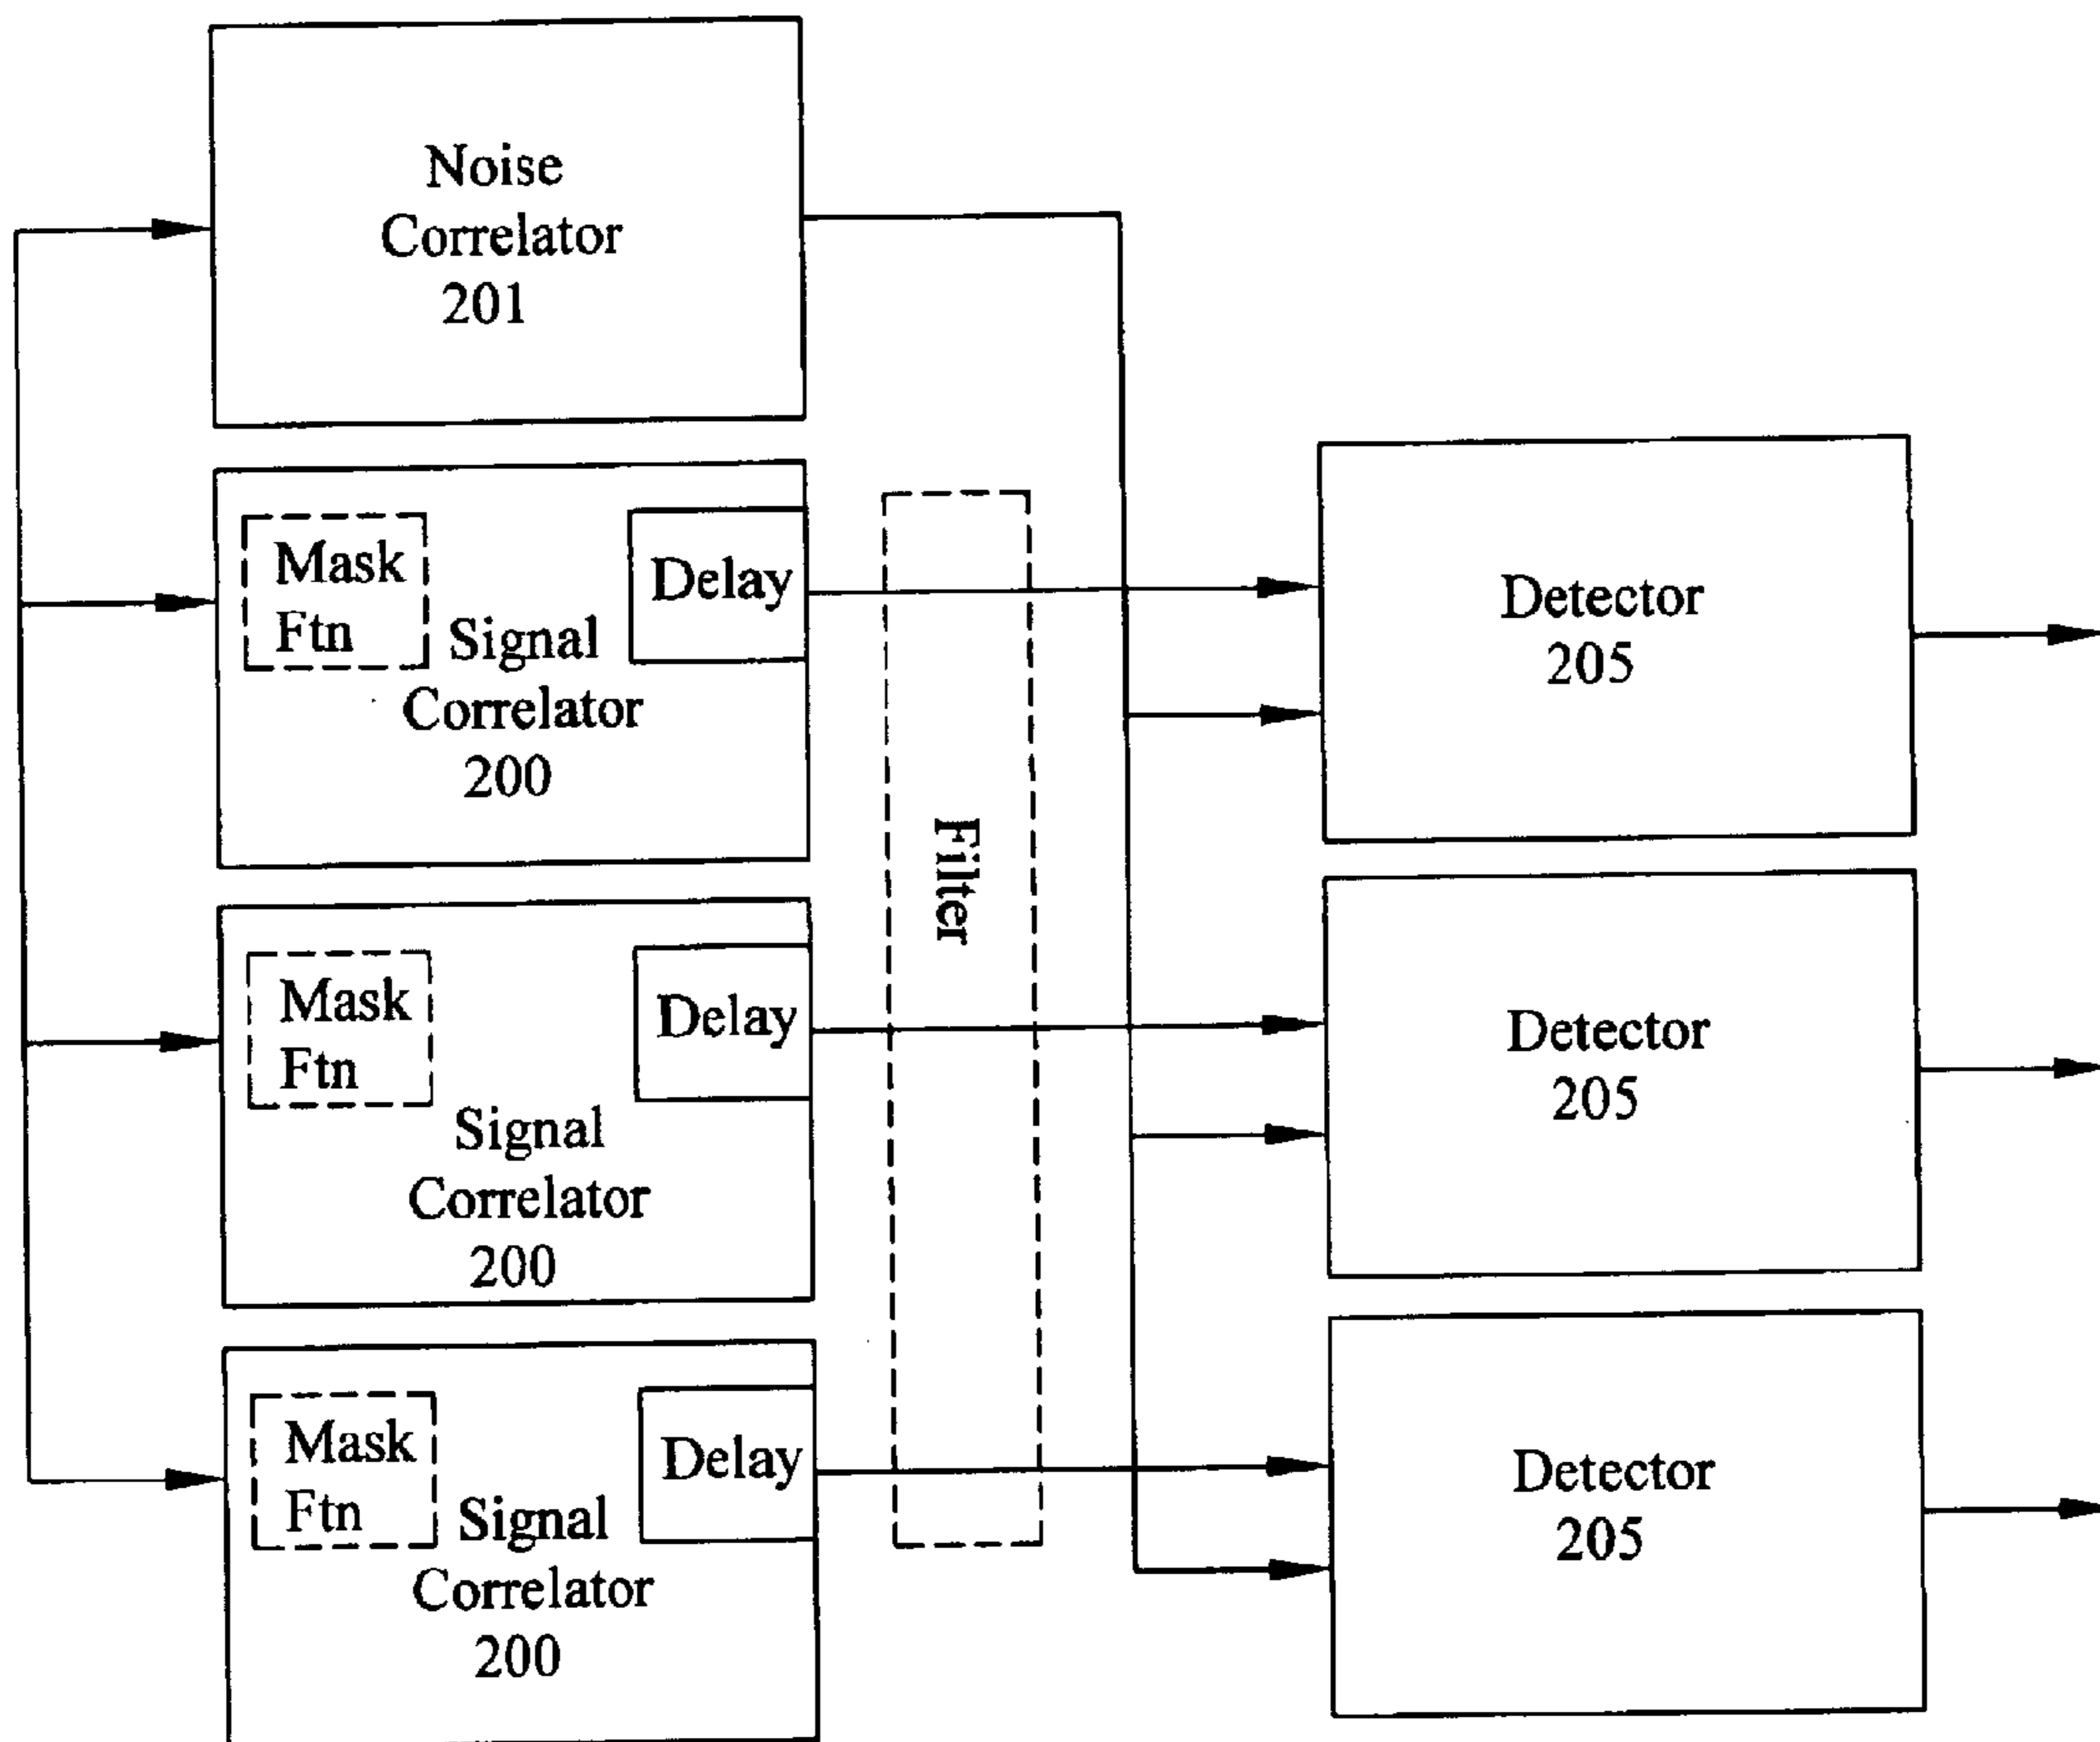 Noise
Correlator
201
Mask
Ftn
Delay
Signal
Correlator
200
Mask
Ftn
Delay
Signal
Correlator
200
Mask
Ftn
Delay
Signal
Correlator
200
Filter
Detector
205
Detector
205
Detector
205